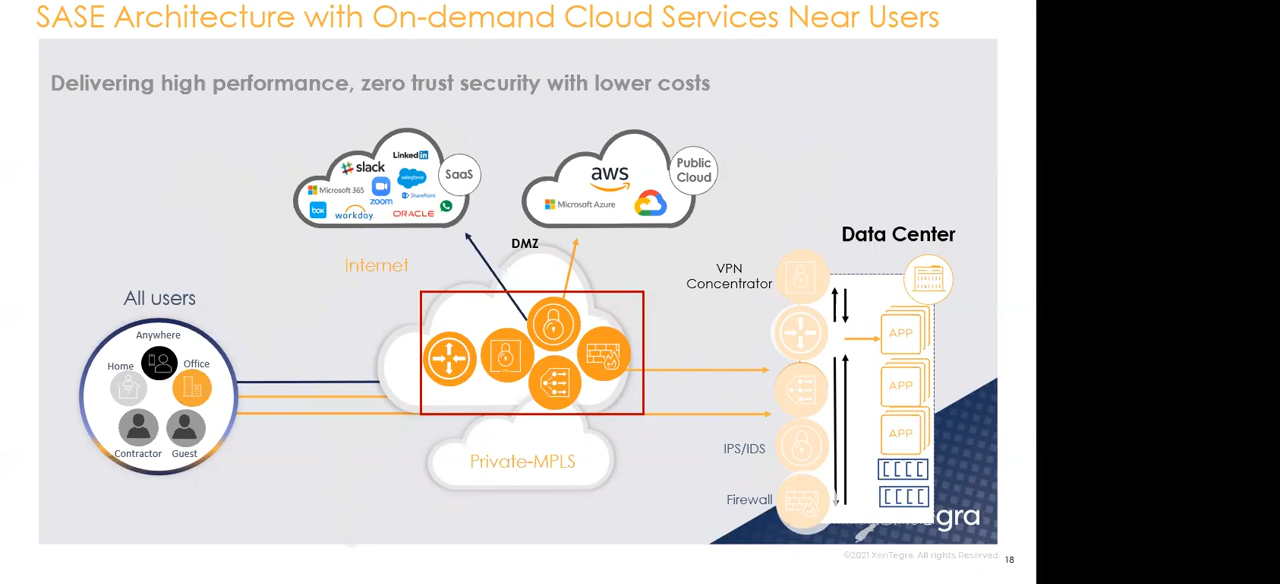 SASE Architecture with On-demand Cloud Services Near Users
Delivering high performance, zero trust security with lower costs
LinkedIn
slack
Microsoft 365
zoom
salesforce
SharePoint
box
workday.
ORACLE
SaaS
aws
Microsoft Azure
Public
Cloud
DMZ
Internet
Data Center
VPN
Concentrator
All users
Anywhere
Home
Office
Contractor
Guest
APP
APP
APP
Private-MPLS
IPS/IDS
Firewall
©2021 XenTegra. All rights Reserved.
18